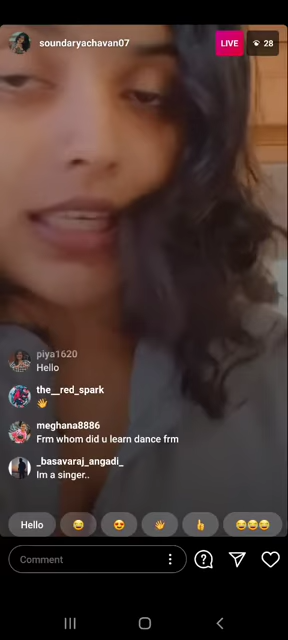 soundaryachavan07
LIVE
28
piya1620
Hello
the__red_spark
👋
meghana8886
Frm whom did u learn dance frm
_basavaraj_angadi_
Im a singer..
Hello
😂
😍
👋
👍
😂😂😂
Comment